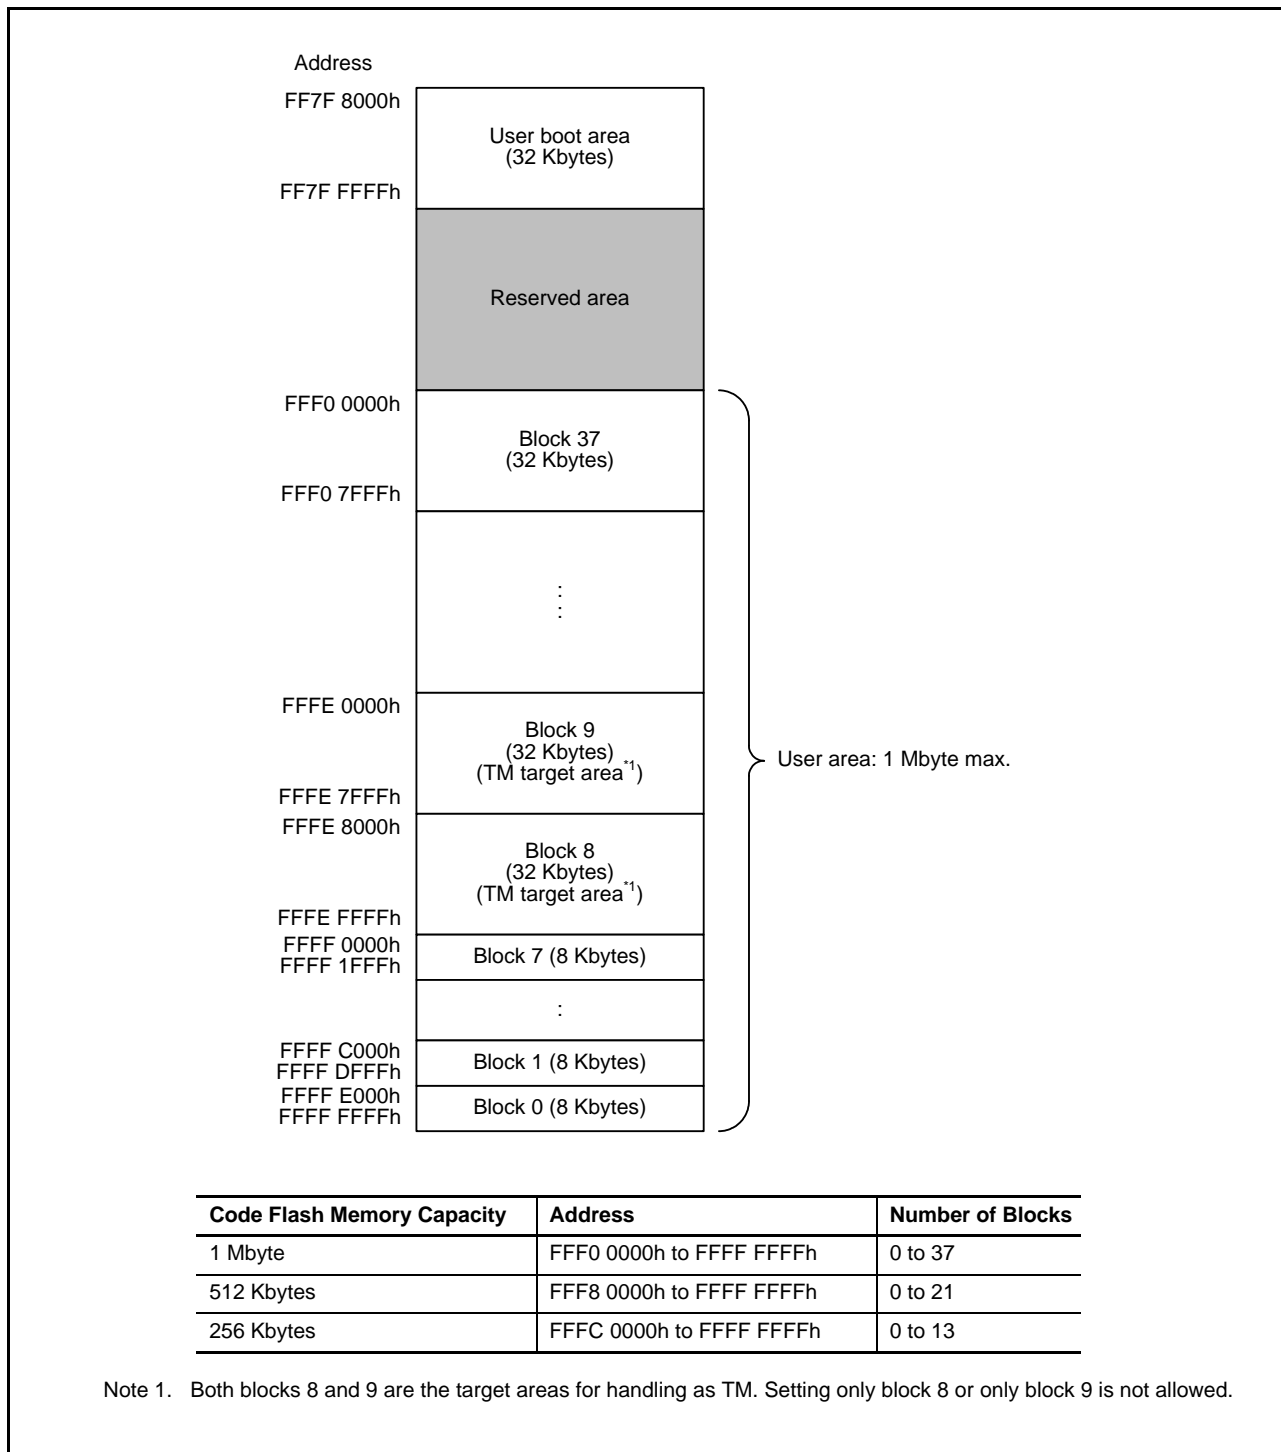 Address
FF7F 8000h
User boot area
(32 Kbytes)
FF7F FFFFh
Reserved area
FFF0 0000h
Block 37
(32 Kbytes)
FFF0 7FFFh
FFFE 0000h
Block 9
(32 Kbytes)
(TM target area*1)
User area: 1 Mbyte max.
FFFE 7FFFh
FFFE 8000h
Block 8
(32 Kbytes)
(TM target area*1)
FFFE FFFFh
FFFF 0000h
Block 7 (8 Kbytes)
FFFF 1FFFh
:
FFFF C000h
Block 1 (8 Kbytes)
FFFF DFFFh
FFFF E000h
Block 0 (8 Kbytes)
FFFF FFFFh
Code Flash Memory Capacity Address Number of Blocks
1 Mbyte FFF0 0000h to FFFF FFFFh 0 to 37
512 Kbytes FFF8 0000h to FFFF FFFFh 0 to 21
256 Kbytes FFFC 0000h to FFFF FFFFh 0 to 13
Note 1. Both blocks 8 and 9 are the target areas for handling as TM. Setting only block 8 or only block 9 is not allowed.